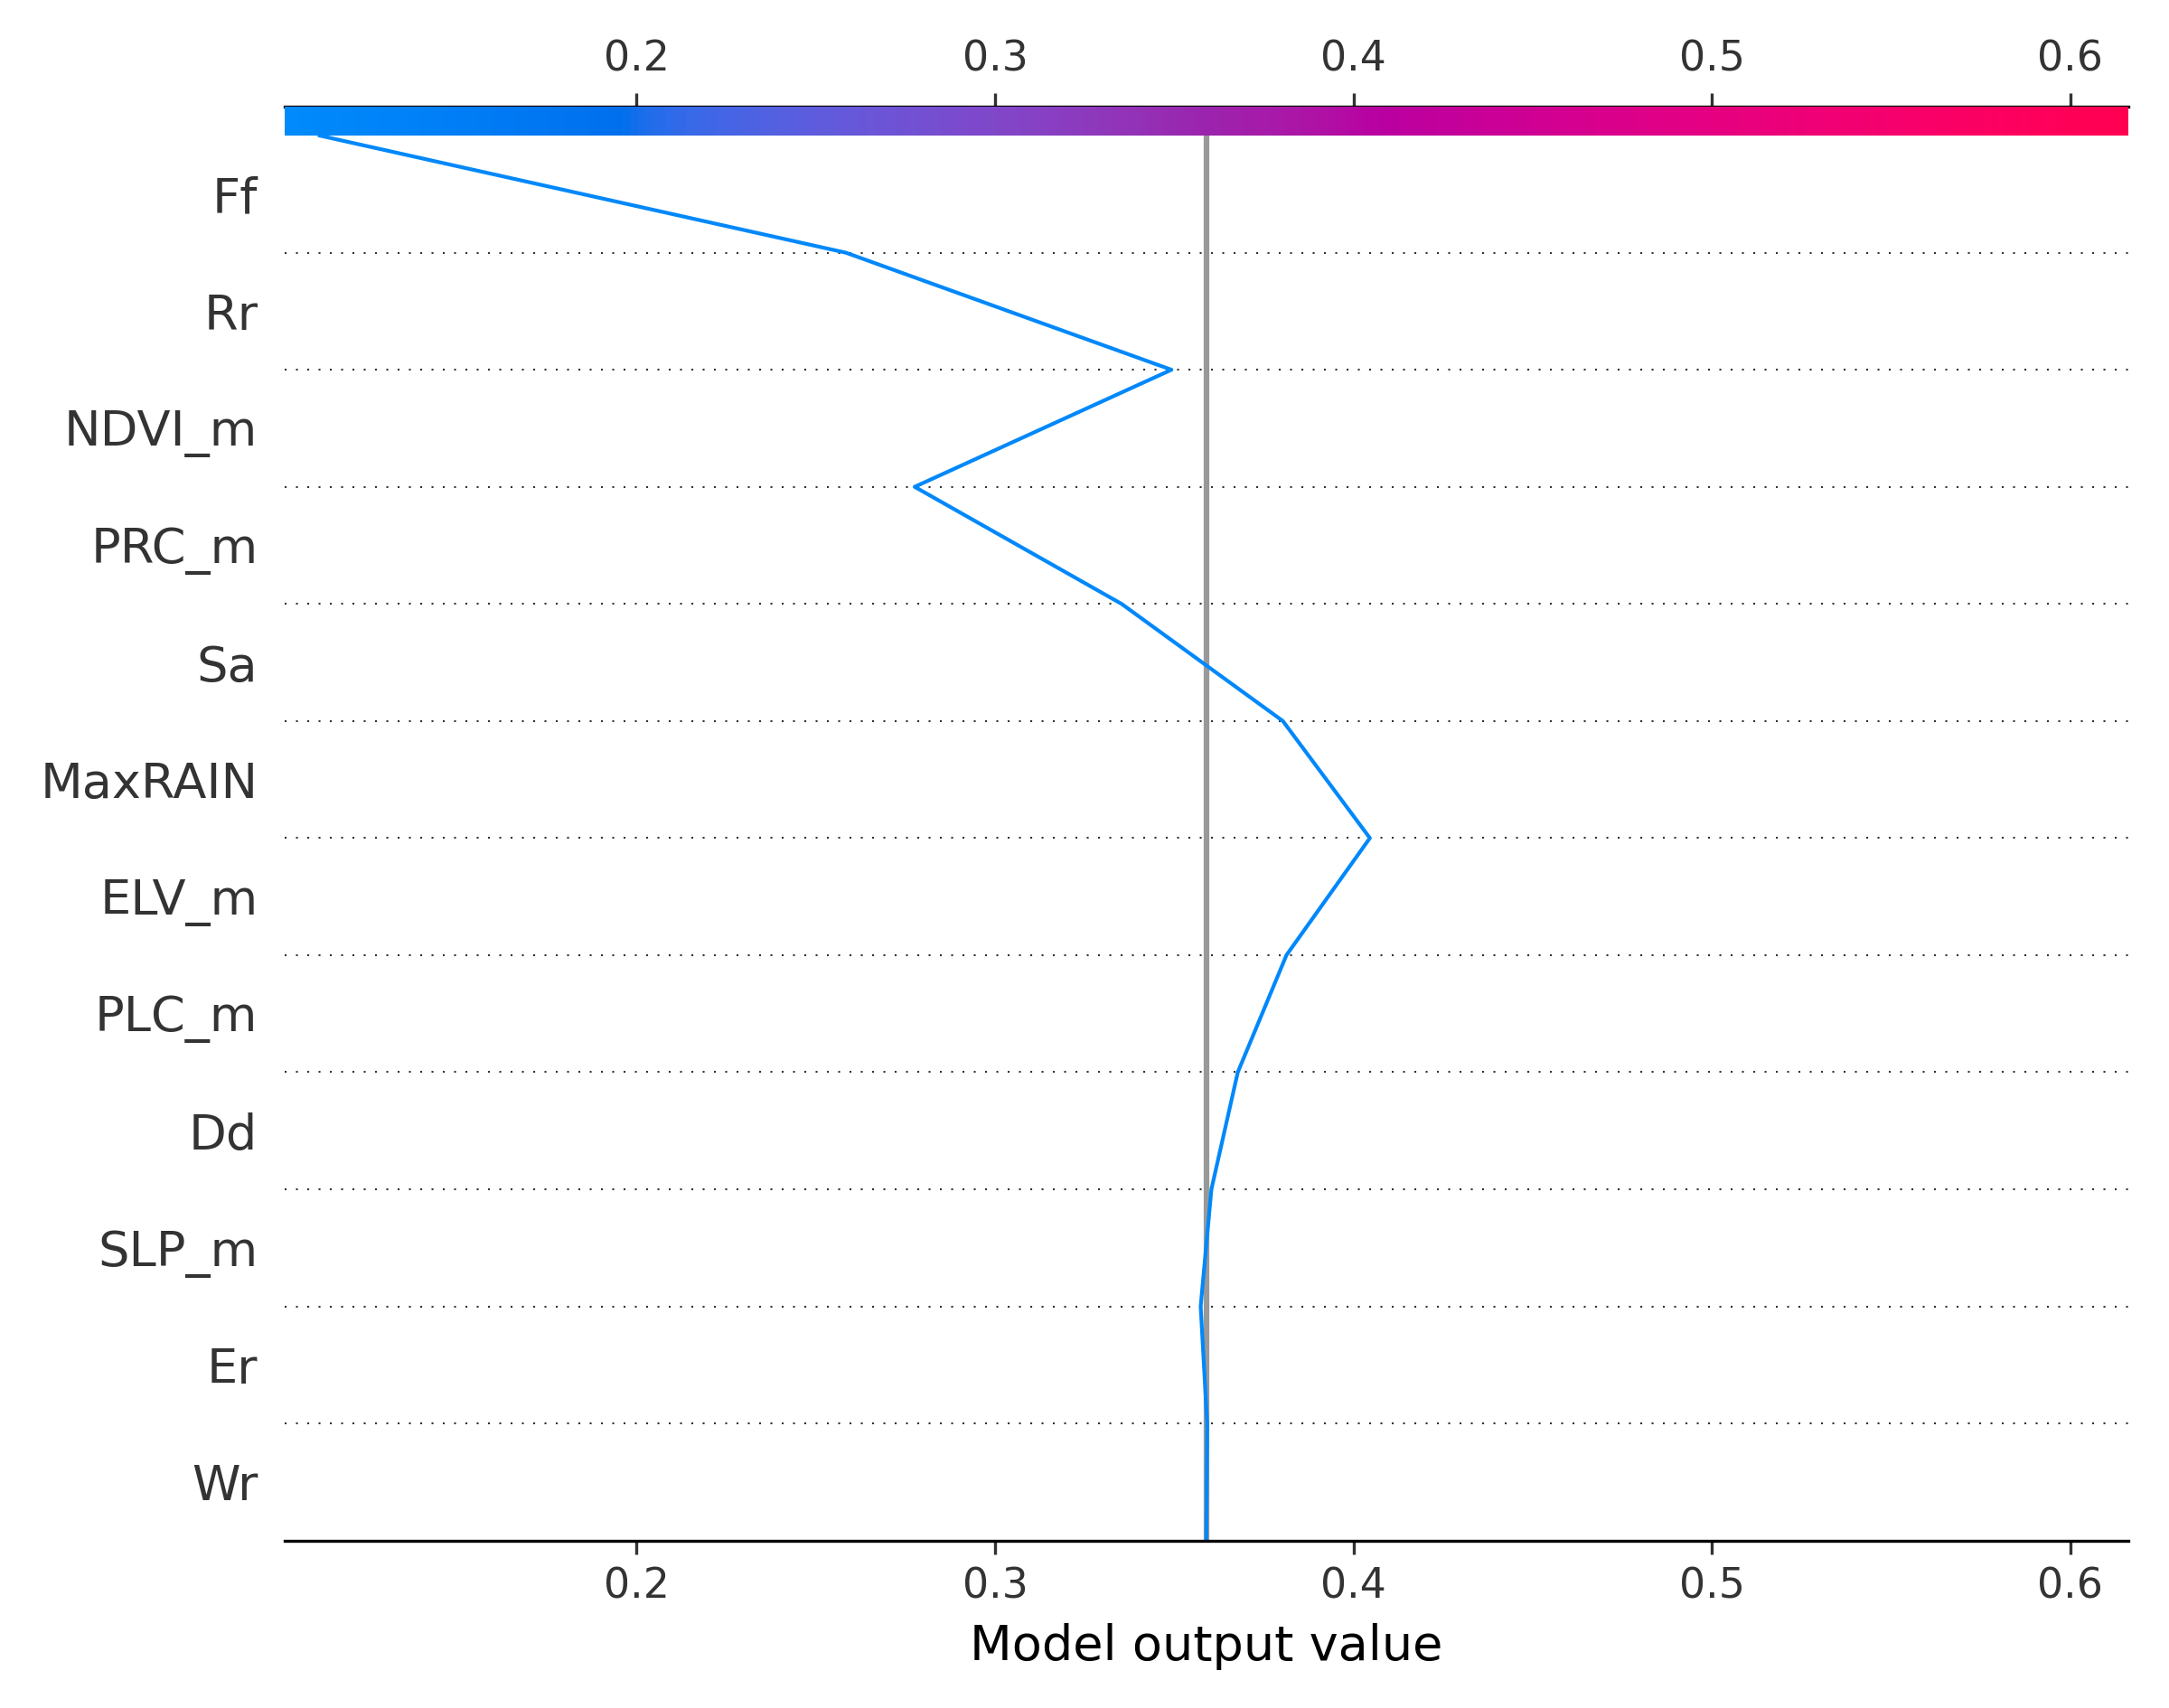 0.2 0.3 0.4 0.5 0.6
Ff
Rr
NDVI_m
PRC_m
Sa
MaxRAIN
ELV_m
PLC_m
Dd
SLP_m
Er
Wr
0.2 0.3 0.4 0.5 0.6
Model output value